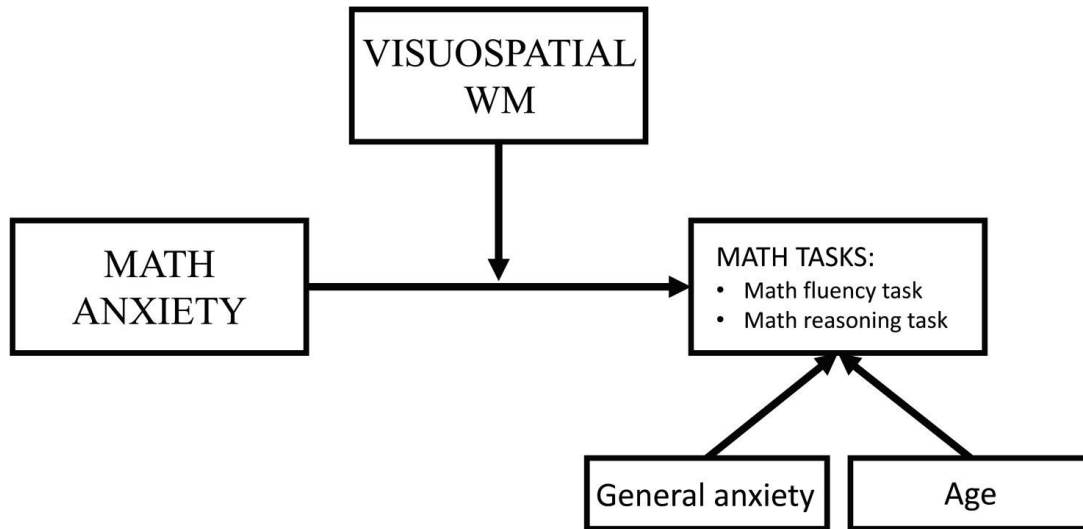 VISUOSPATIAL
WM
MATH
ANXIETY
MATH TASKS:
• Math fluency task
• Math reasoning task
General anxiety
Age